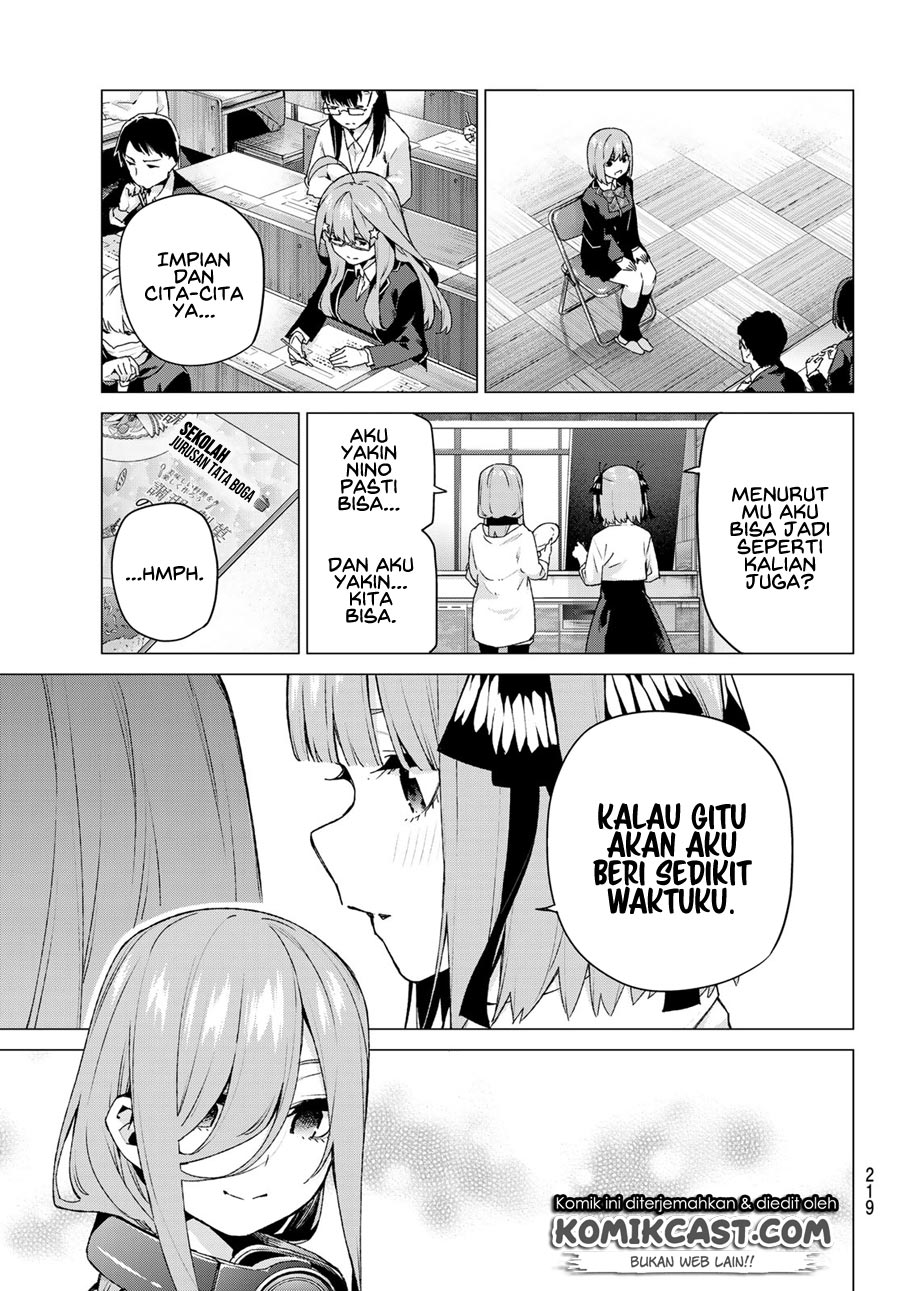 IMPIAN
DAN
CITA-CITA
YA...
MENURUT
MU AKU
BISA JADI
SEPERTI
KALIAN
JUGA?
AKU
YAKIN
NINO
PASTI
BISA...
DAN AKU
YAKIN...
KITA
BISA.
SEKOLAH
JURUSAN TATA BOGA
...HMPH.
KALAU GITU
AKAN AKU
BERI SEDIKIT
WAKTUKU.
219
Komik ini diterjemahkan & diedit oleh
KOMIKCAST.COM
BUKAN WEB LAIN!!